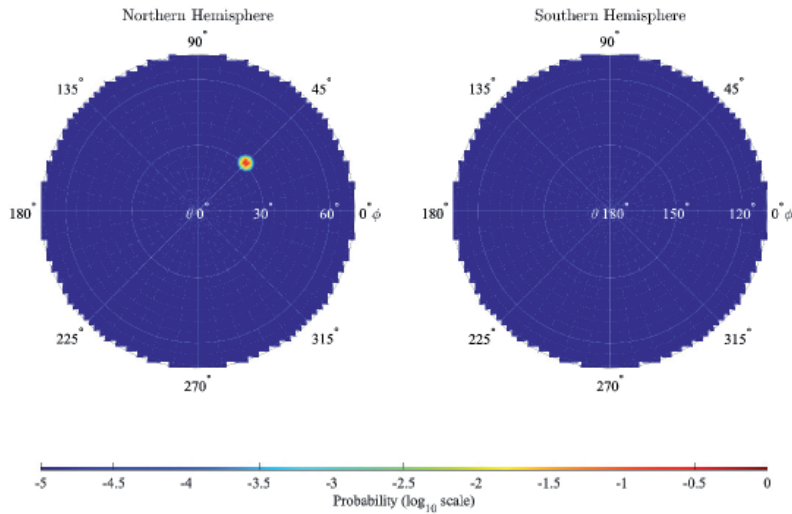 Northern Hemisphere
90°
135° 45°
180° θ 0° 30° 60° 0° ϕ
225° 315°
270°
Southern Hemisphere
90°
135° 45°
180° θ 180° 150° 120° 0° ϕ
225° 315°
270°
-5 -4.5 -4 -3.5 -3 -2.5 -2 -1.5 -1 -0.5 0
Probability (log₁₀ scale)